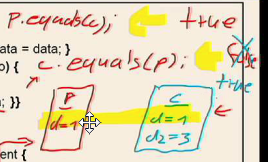 p.equals(c); true
ata = data; }
o) { c.equals(p); false
true
a; }}
P
d=1
C
d=1
d2=3
ent {